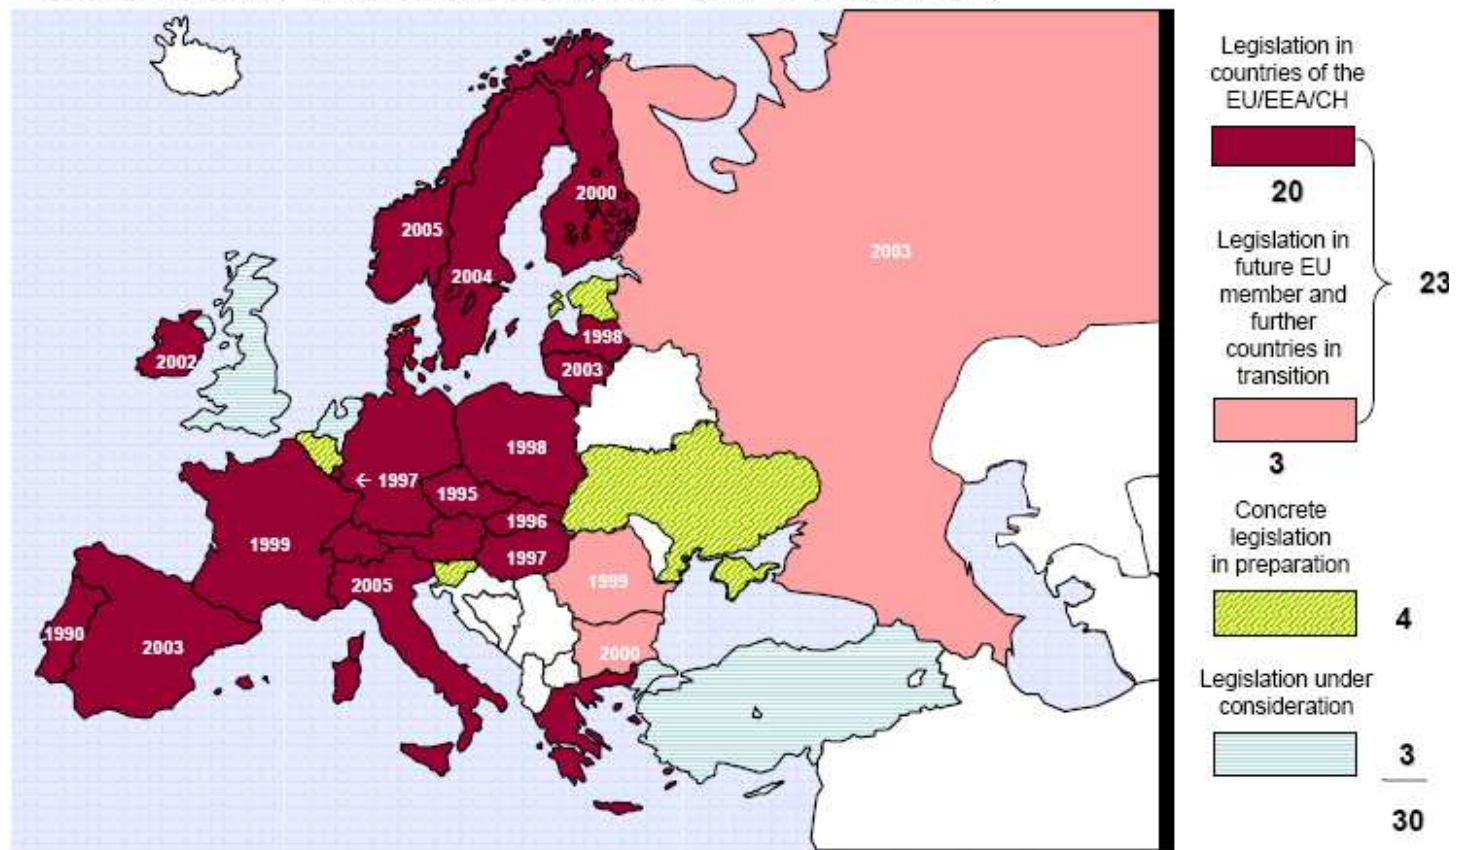 2000
2005
2003
2004
1998
2002
2003
1998
← 1997
1995
1996
1999
1997
2005
1999
1990
2003
2000
Legislation in
countries of the
EU/EEA/CH
20
Legislation in
future EU
member and
further
countries in
transition
23
3
Concrete
legislation
in preparation
4
Legislation under
consideration
3
30